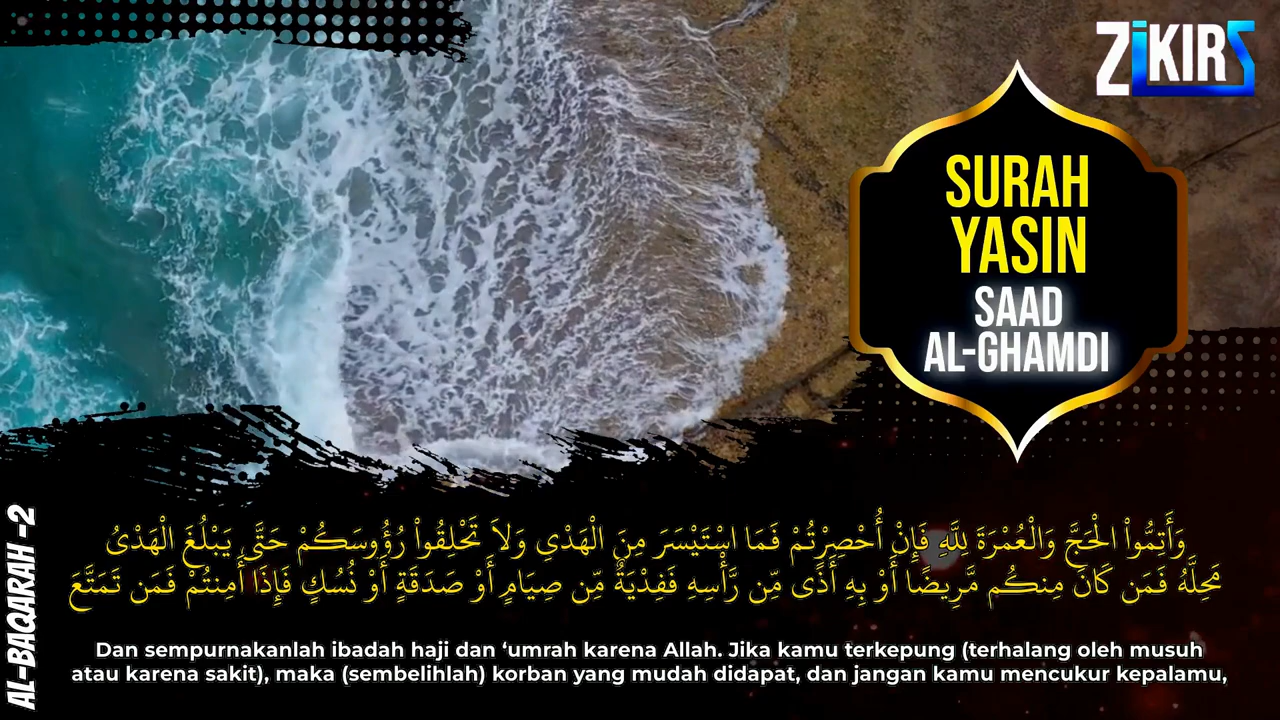 ZiKIRS
SURAH
YASIN
SAAD
AL-GHAMDI
AL-BAQARAH -2
وَأَتِمُّواْ الْحَجَّ وَالْعُمْرَةَ لِلَّهِ فَإِنْ أُحْصِرْتُمْ فَمَا اسْتَيْسَرَ مِنَ الْهَدْىِ وَلاَ تَحْلِقُواْ رُؤُوسَكُمْ حَتَّى يَبْلُغَ الْهَدْىُ
مَحِلَّهُ فَمَن كَانَ مِنكُم مَّرِيضًا أَوْ بِهِ أَذًى مِّن رَّأْسِهِ فَفِدْيَةٌ مِّن صِيَامٍ أَوْ صَدَقَةٍ أَوْ نُسُكٍ فَإِذَا أَمِنتُمْ فَمَن تَمَتَّعَ
Dan sempurnakanlah ibadah haji dan ‘umrah karena Allah. Jika kamu terkepung (terhalang oleh musuh
atau karena sakit), maka (sembelihlah) korban yang mudah didapat, dan jangan kamu mencukur kepalamu,